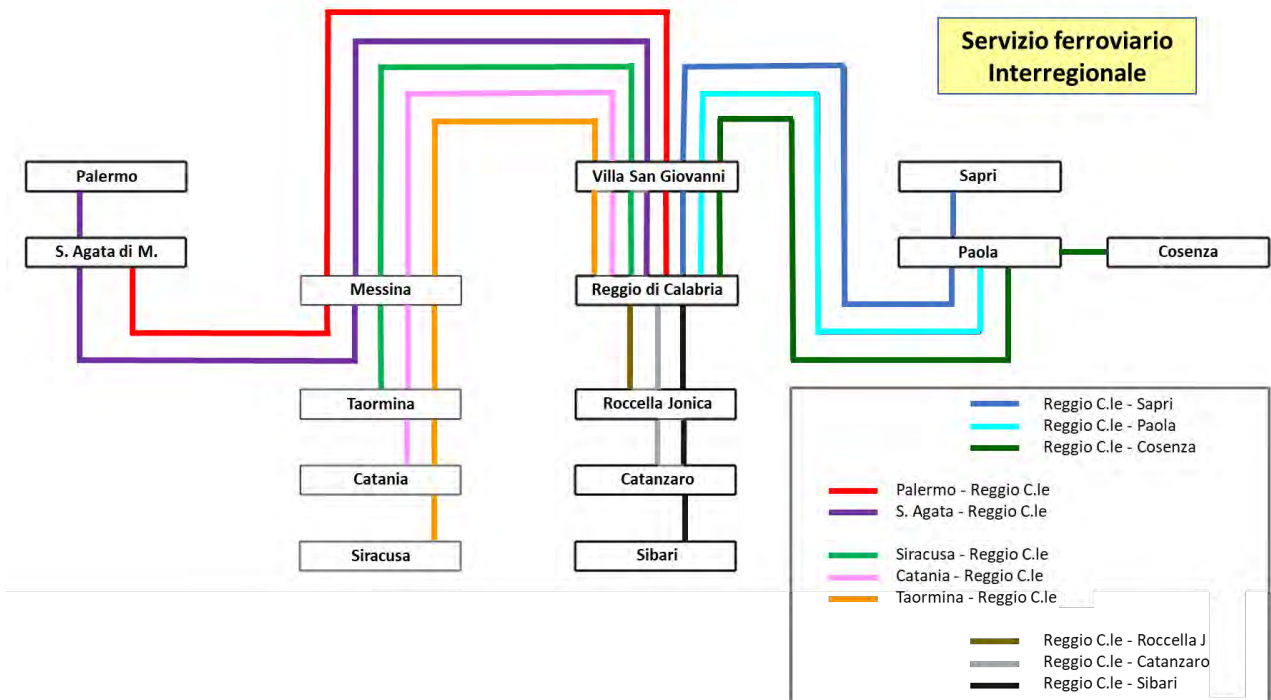 Servizio ferroviario
Interregionale
Palermo
Villa San Giovanni
Sapri
S. Agata di M.
Paola
Cosenza
Messina
Reggio di Calabria
Taormina
Roccella Jonica
Catania
Catanzaro
Siracusa
Sibari
Reggio C.le - Sapri
Reggio C.le - Paola
Reggio C.le - Cosenza
Palermo - Reggio C.le
S. Agata - Reggio C.le
Siracusa - Reggio C.le
Catania - Reggio C.le
Taormina - Reggio C.le
Reggio C.le - Roccella J
Reggio C.le - Catanzaro
Reggio C.le - Sibari